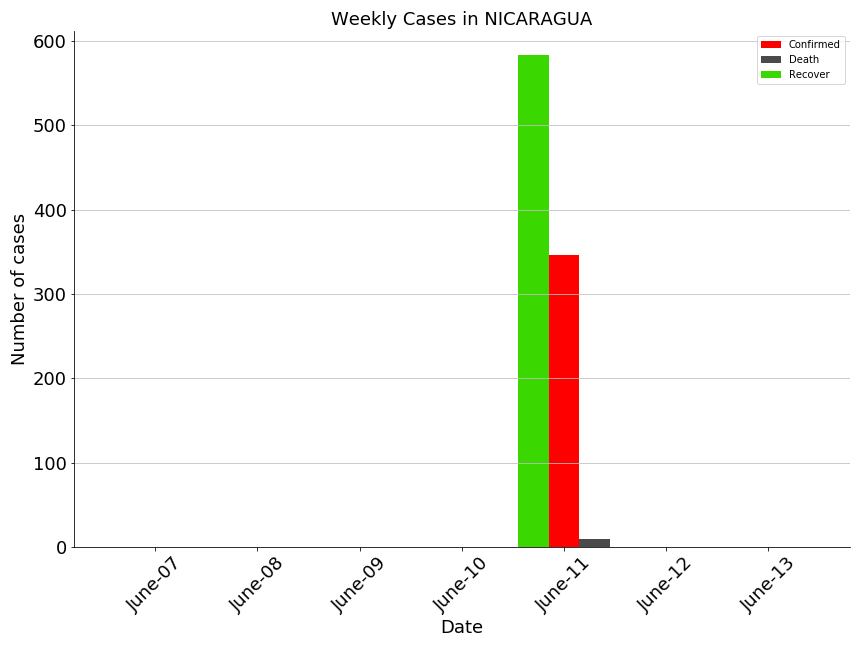 Weekly Cases in NICARAGUA
Confirmed
Death
Recover
Number of cases
600
500
400
300
200
100
0
June-07
June-08
June-09
June-10
June-11
June-12
June-13
Date